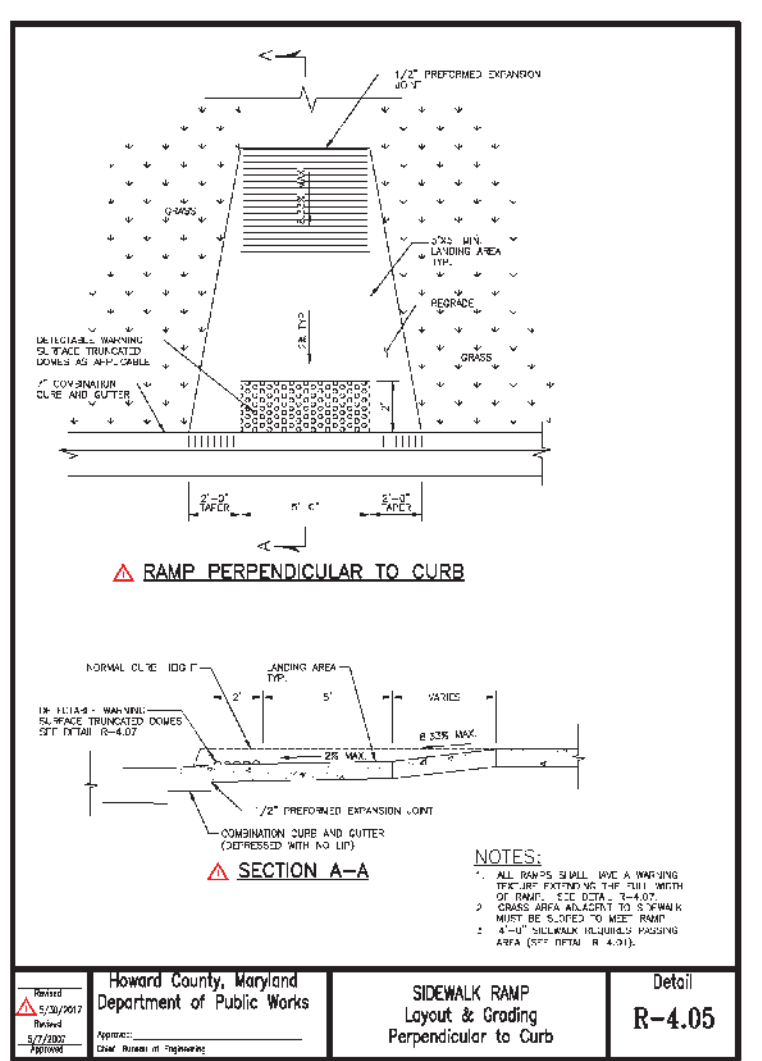 A
1/2" PREFORMED EXPANSION
JOINT
8.33% MAX
GRASS
5'X5' MIN.
LANDING AREA
TYP.
REGRADE
2% TYP
DETECTABLE WARNING
SURFACE TRUNCATED
DOMES AS APPLICABLE
GRASS
7" COMBINATION
CURB AND GUTTER
2'
2'-0"
TAPER
5'
2'-0"
TAPER
A
RAMP PERPENDICULAR TO CURB
NORMAL CURB HEIGHT
LANDING AREA
TYP.
2'
5'
VARIES
DETECTABLE WARNING
SURFACE TRUNCATED DOMES
SEE DETAIL R-4.07
8.33% MAX.
2% MAX.
1/2" PREFORMED EXPANSION JOINT
COMBINATION CURB AND GUTTER
(DEPRESSED WITH NO LIP)
SECTION A-A
NOTES:
1. ALL RAMPS SHALL HAVE A WARNING
TEXTURE EXTENDING THE FULL WIDTH
OF RAMP. SEE DETAIL R-4.07.
2 GRASS AREA ADJACENT TO SIDEWALK
MUST BE SLOPED TO MEET RAMP
3 4'-0" SIDEWALK REQUIRES PASSING
AREA (SEE DETAIL R 4.01).
Revised
5/30/2017
Revised
5/7/2007
Approved
Howard County, Maryland
Department of Public Works
Approved:
Chief Bureau of Engineering
SIDEWALK RAMP
Layout & Grading
Perpendicular to Curb
Detail
R-4.05